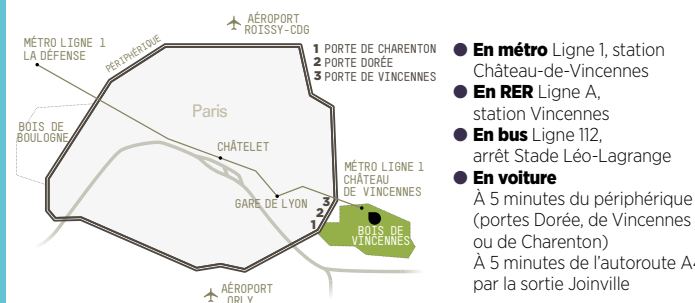 AÉROPORT
ROISSY-CDG
MÉTRO LIGNE 1
LA DÉFENSE
PÉRIPHÉRIQUE
1 PORTE DE CHARENTON
2 PORTE DORÉE
3 PORTE DE VINCENNES
Paris
BOIS DE
BOULOGNE
CHÂTELET
MÉTRO LIGNE 1
CHÂTEAU
DE VINCENNES
GARE DE LYON
3
2
1
BOIS DE
VINCENNES
AÉROPORT
ORLY
● En métro Ligne 1, station
Château-de-Vincennes
● En RER Ligne A,
station Vincennes
● En bus Ligne 112,
arrêt Stade Léo-Lagrange
● En voiture
À 5 minutes du périphérique
(portes Dorée, de Vincennes
ou de Charenton)
À 5 minutes de l'autoroute A4
par la sortie Joinville